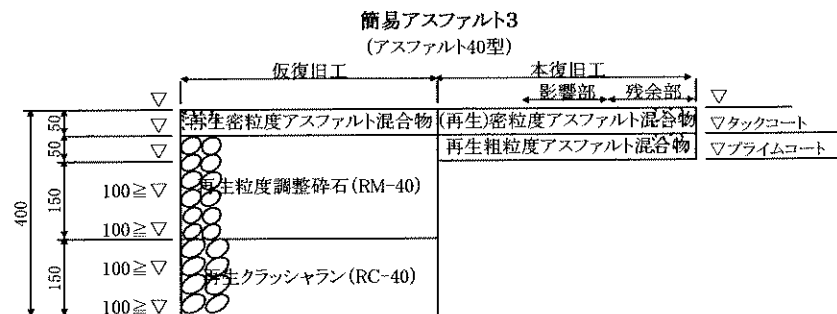 簡易アスファルト3
(アスファルト40型)
仮復旧工
本復旧工
影響部
残余部
▽
▽
50
▽
再生密粒度アスファルト混合物
(再生)密粒度アスファルト混合物
▽タックコート
50
▽
再生粗粒度アスファルト混合物
▽プライムコート
400
150
100≧▽
再生粒度調整砕石(RM-40)
100≧▽
150
100≧▽
再生クラッシャラン(RC-40)
100≧▽